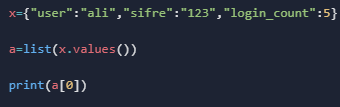 x={"user":"ali","sifre":"123","login_count":5}
a=list(x.values())
print(a[0])